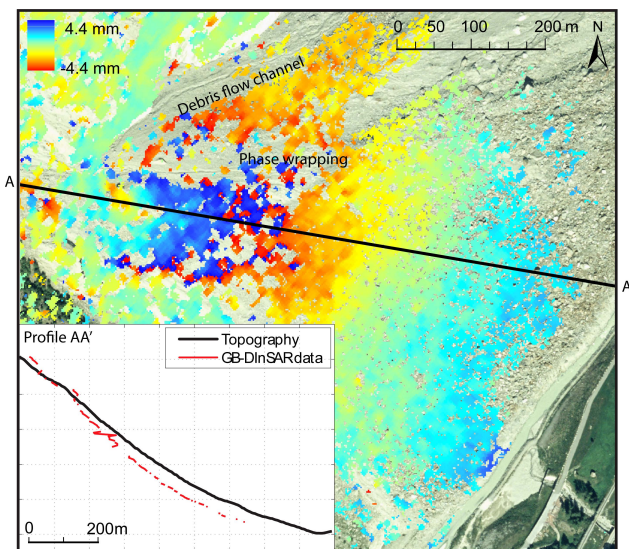 4.4 mm
-4.4 mm
0 50 100 200 m
N
Debris flow channel
Phase wrapping
A
A
Profile AA'
Topography
GB-DInSAR data
0 200m